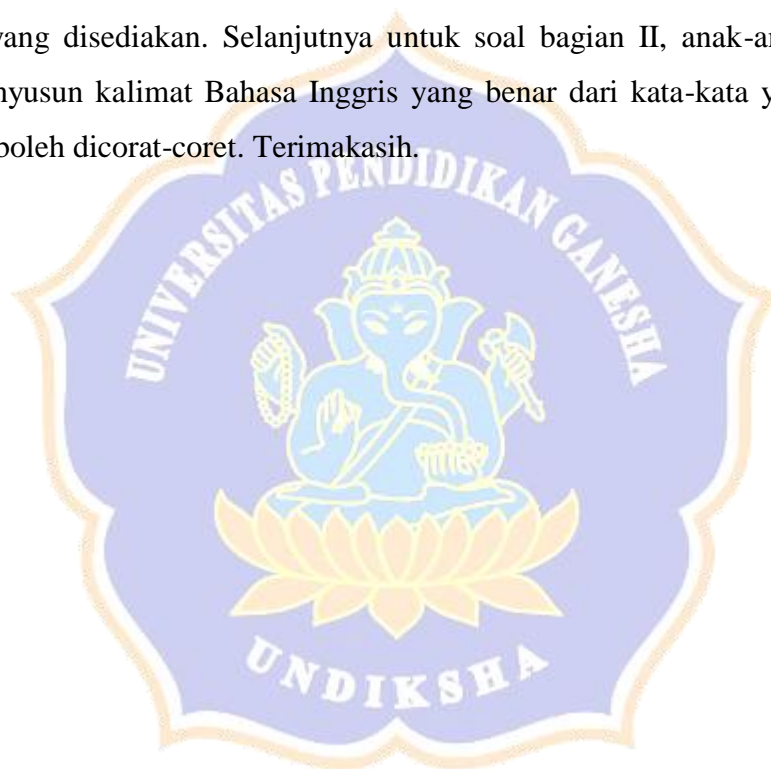 yang disediakan. Selanjutnya untuk soal bagian II, anak-an
nyusun kalimat Bahasa Inggris yang benar dari kata-kata y
boleh dicorat-coret. Terimakasih.
UNIVERSITAS PENDIDIKAN GANESHA
UNDIKSHA